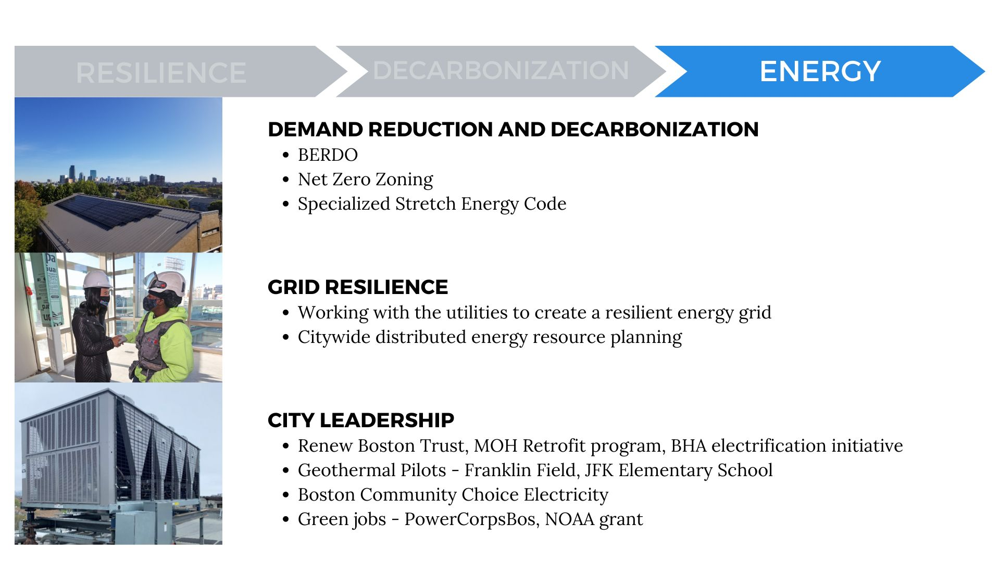 RESILIENCE
DECARBONIZATION
ENERGY
DEMAND REDUCTION AND DECARBONIZATION
• BERDO
• Net Zero Zoning
• Specialized Stretch Energy Code
GRID RESILIENCE
• Working with the utilities to create a resilient energy grid
• Citywide distributed energy resource planning
CITY LEADERSHIP
• Renew Boston Trust, MOH Retrofit program, BHA electrification initiative
• Geothermal Pilots - Franklin Field, JFK Elementary School
• Boston Community Choice Electricity
• Green jobs - PowerCorpsBos, NOAA grant